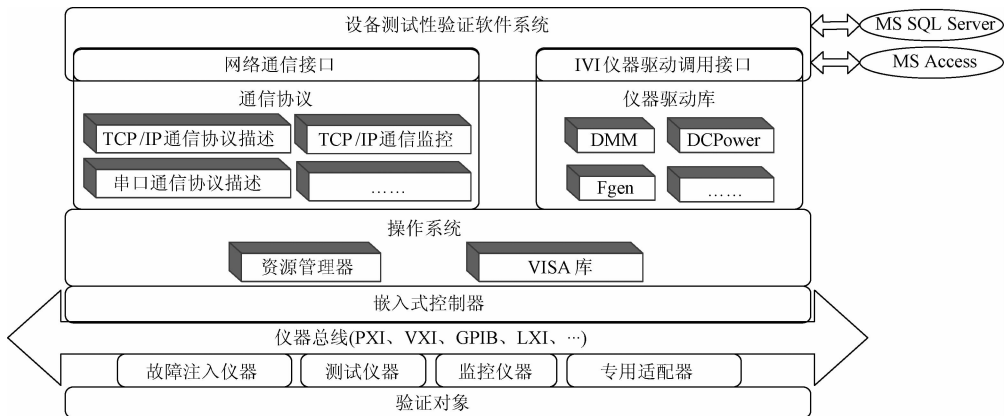 设备测试性验证软件系统
MS SQL Server
MS Access
网络通信接口
IVI仪器驱动调用接口
通信协议
仪器驱动库
TCP/IP通信协议描述
TCP/IP通信监控
DMM
DCPower
串口通信协议描述
……
Fgen
……
操作系统
资源管理器
VISA库
嵌入式控制器
仪器总线(PXI、VXI、GPIB、LXI、…)
故障注入仪器
测试仪器
监控仪器
专用适配器
验证对象